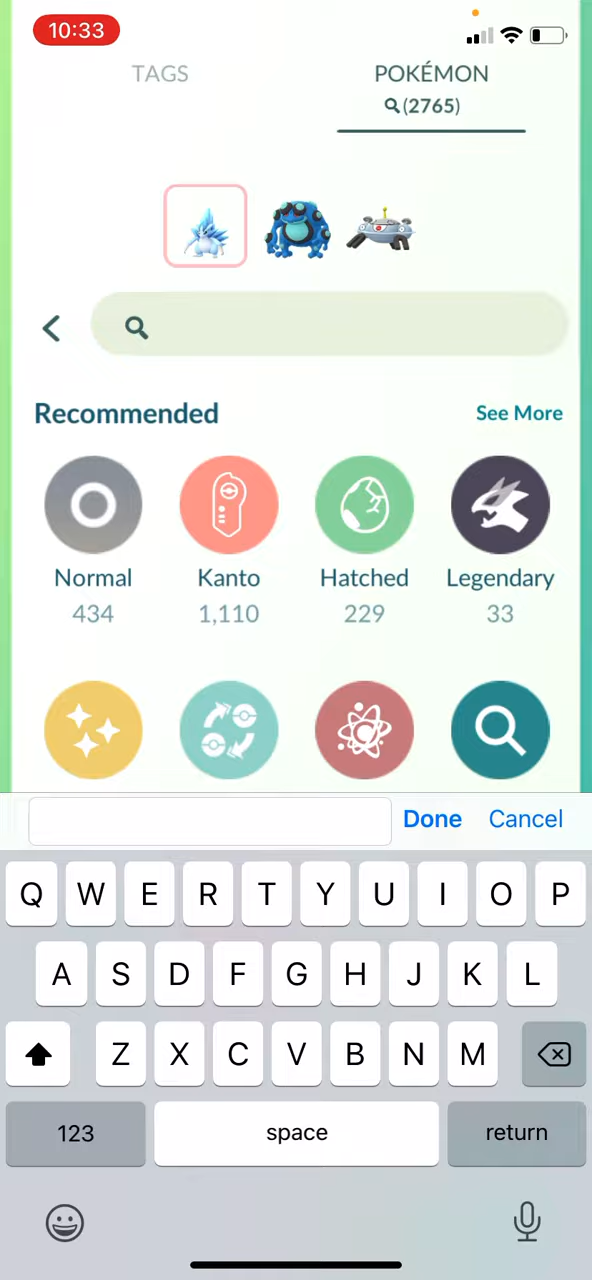 10:33
TAGS
POKÉMON
(2765)
Recommended
See More
Normal
Kanto
Hatched
Legendary
434
1,110
229
33
Done
Cancel
Q W E R T Y U I O P
A S D F G H J K L
Z X C V B N M
123
space
return